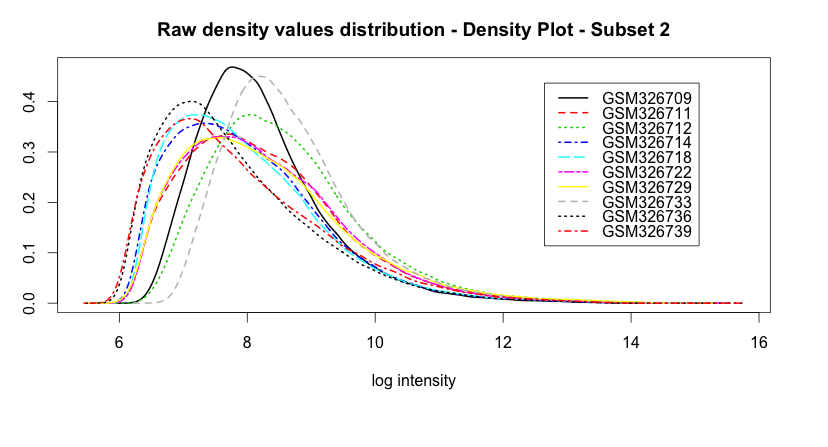 Raw density values distribution - Density Plot - Subset 2
0.4
0.3
0.2
0.1
0.0
GSM326709
GSM326711
GSM326712
GSM326714
GSM326718
GSM326722
GSM326729
GSM326733
GSM326736
GSM326739
6 8 10 12 14 16
log intensity